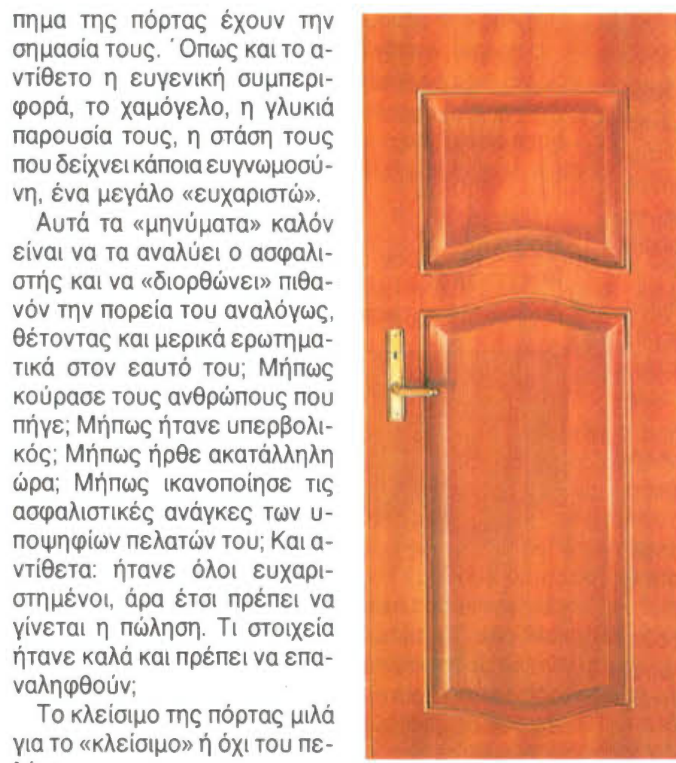 πημα της πόρτας έχουν την
σημασία τους. ΄Οπως και το α-
ντίθετο η ευγενική συμπερι-
φορά, το χαμόγελο, η γλυκιά
παρουσία τους, η στάση τους
που δείχνει κάποια ευγνωμοσύ-
νη, ένα μεγάλο «ευχαριστώ».
Αυτά τα «μηνύματα» καλόν
είναι να τα αναλύει ο ασφαλι-
στής και να «διορθώνει» πιθα-
νόν την πορεία του αναλόγως,
θέτοντας και μερικά ερωτημα-
τικά στον εαυτό του; Μήπως
κούρασε τους ανθρώπους που
πήγε; Μήπως ήτανε υπερβολι-
κός; Μήπως ήρθε ακατάλληλη
ώρα; Μήπως ικανοποίησε τις
ασφαλιστικές ανάγκες των υ-
ποψηφίων πελατών του; Και α-
ντίθετα: ήτανε όλοι ευχαρι-
στημένοι, άρα έτσι πρέπει να
γίνεται η πώληση. Τι στοιχεία
ήτανε καλά και πρέπει να επα-
ναληφθούν;
Το κλείσιμο της πόρτας μιλά
για το «κλείσιμο» ή όχι του πε-